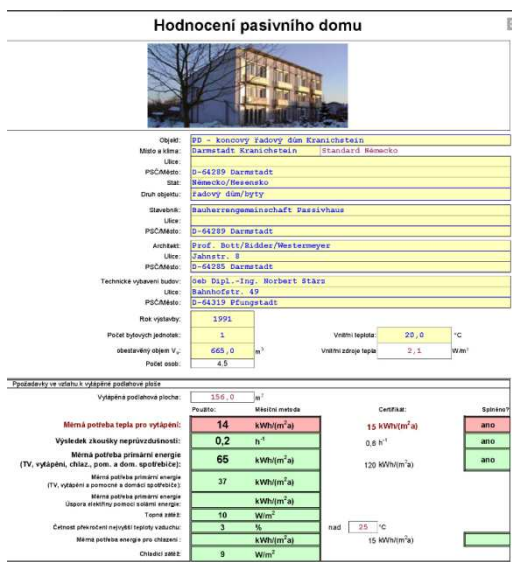 Hodnocení pasivního domu
Objekt: PD - koncový řadový dům Kranichstein
Místo a klima: Darmstadt Kranichstein Standard Německo
Ulice:
PSČ/Město: D-64289 Darmstadt
Stát: Německo/Hesensko
Druh objektu: řadový dům/byty
Stavebník: Bauherrengemeinschaft Passivhaus
Ulice:
PSČ/Město: D-64289 Darmstadt
Architekt: Prof. Bott/Ridder/Westermeyer
Ulice: Jahnstr. 8
PSČ/Město: D-64285 Darmstadt
Technické vybavení budov: Geb Dipl.-Ing. Norbert Stärz
Ulice: Bahnhofstr. 49
PSČ/Město: D-64319 Pfungstadt
Rok výstavby: 1991
Počet bytových jednotek: 1 Vnitřní teplota: 20,0 °C
obestavěný objem Ve: 665,0 m³ Vnitřní zdroje tepla: 2,1 W/m²
Počet osob: 4,5
Ppožadavky ve vztahu k vytápěné podlahové ploše
Vytápěná podlahová plocha: 156,0 m²
Použito: Měsíční metoda Certifikát: Splněno?
Měrná potřeba tepla pro vytápění: 14 kWh/(m²a) 15 kWh/(m²a) ano
Výsledek zkoušky neprůvzdušnosti: 0,2 h⁻¹ 0,6 h⁻¹ ano
Měrná potřeba primární energie
(TV, vytápění, chlaz., pom. a dom. spotřebiče): 65 kWh/(m²a) 120 kWh/(m²a) ano
Měrná potřeba primární energie
(TV, vytápění a pomocné a domácí spotřebiče): 37 kWh/(m²a)
Měrná potřeba primární energie
Úspora elektřiny pomocí solární energie: kWh/(m²a)
Topná zátěž: 10 W/m²
Četnost překročení nejvyšší teploty vzduchu: 3 % nad 25 °C
Měrná potřeba energie pro chlazení: kWh/(m²a) 15 kWh/(m²a)
Chladicí zátěž: 9 W/m²